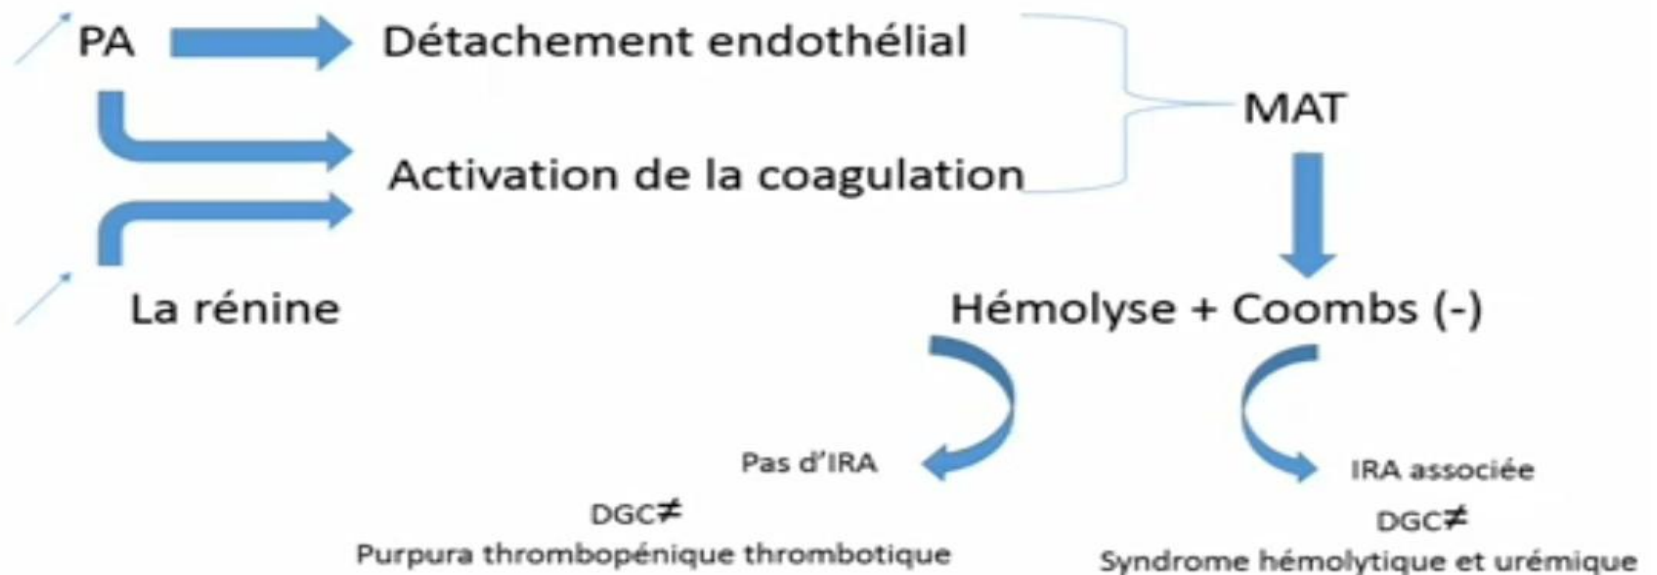 PA
Détachement endothélial
MAT
Activation de la coagulation
La rénine
Hémolyse + Coombs (-)
Pas d'IRA
IRA associée
DGC≠
DGC≠
Purpura thrombopénique thrombotique
Syndrome hémolytique et urémique